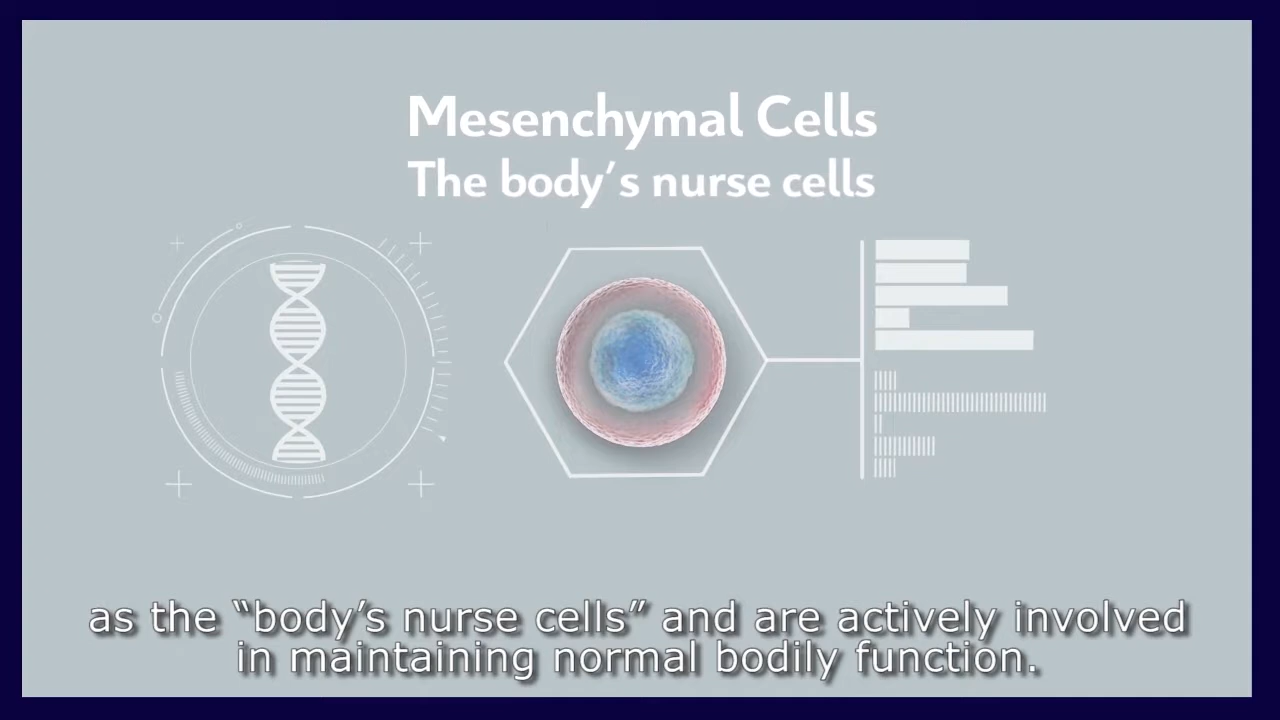 Mesenchymal Cells
The body’s nurse cells
as the “body’s nurse cells” and are actively involved
in maintaining normal bodily function.